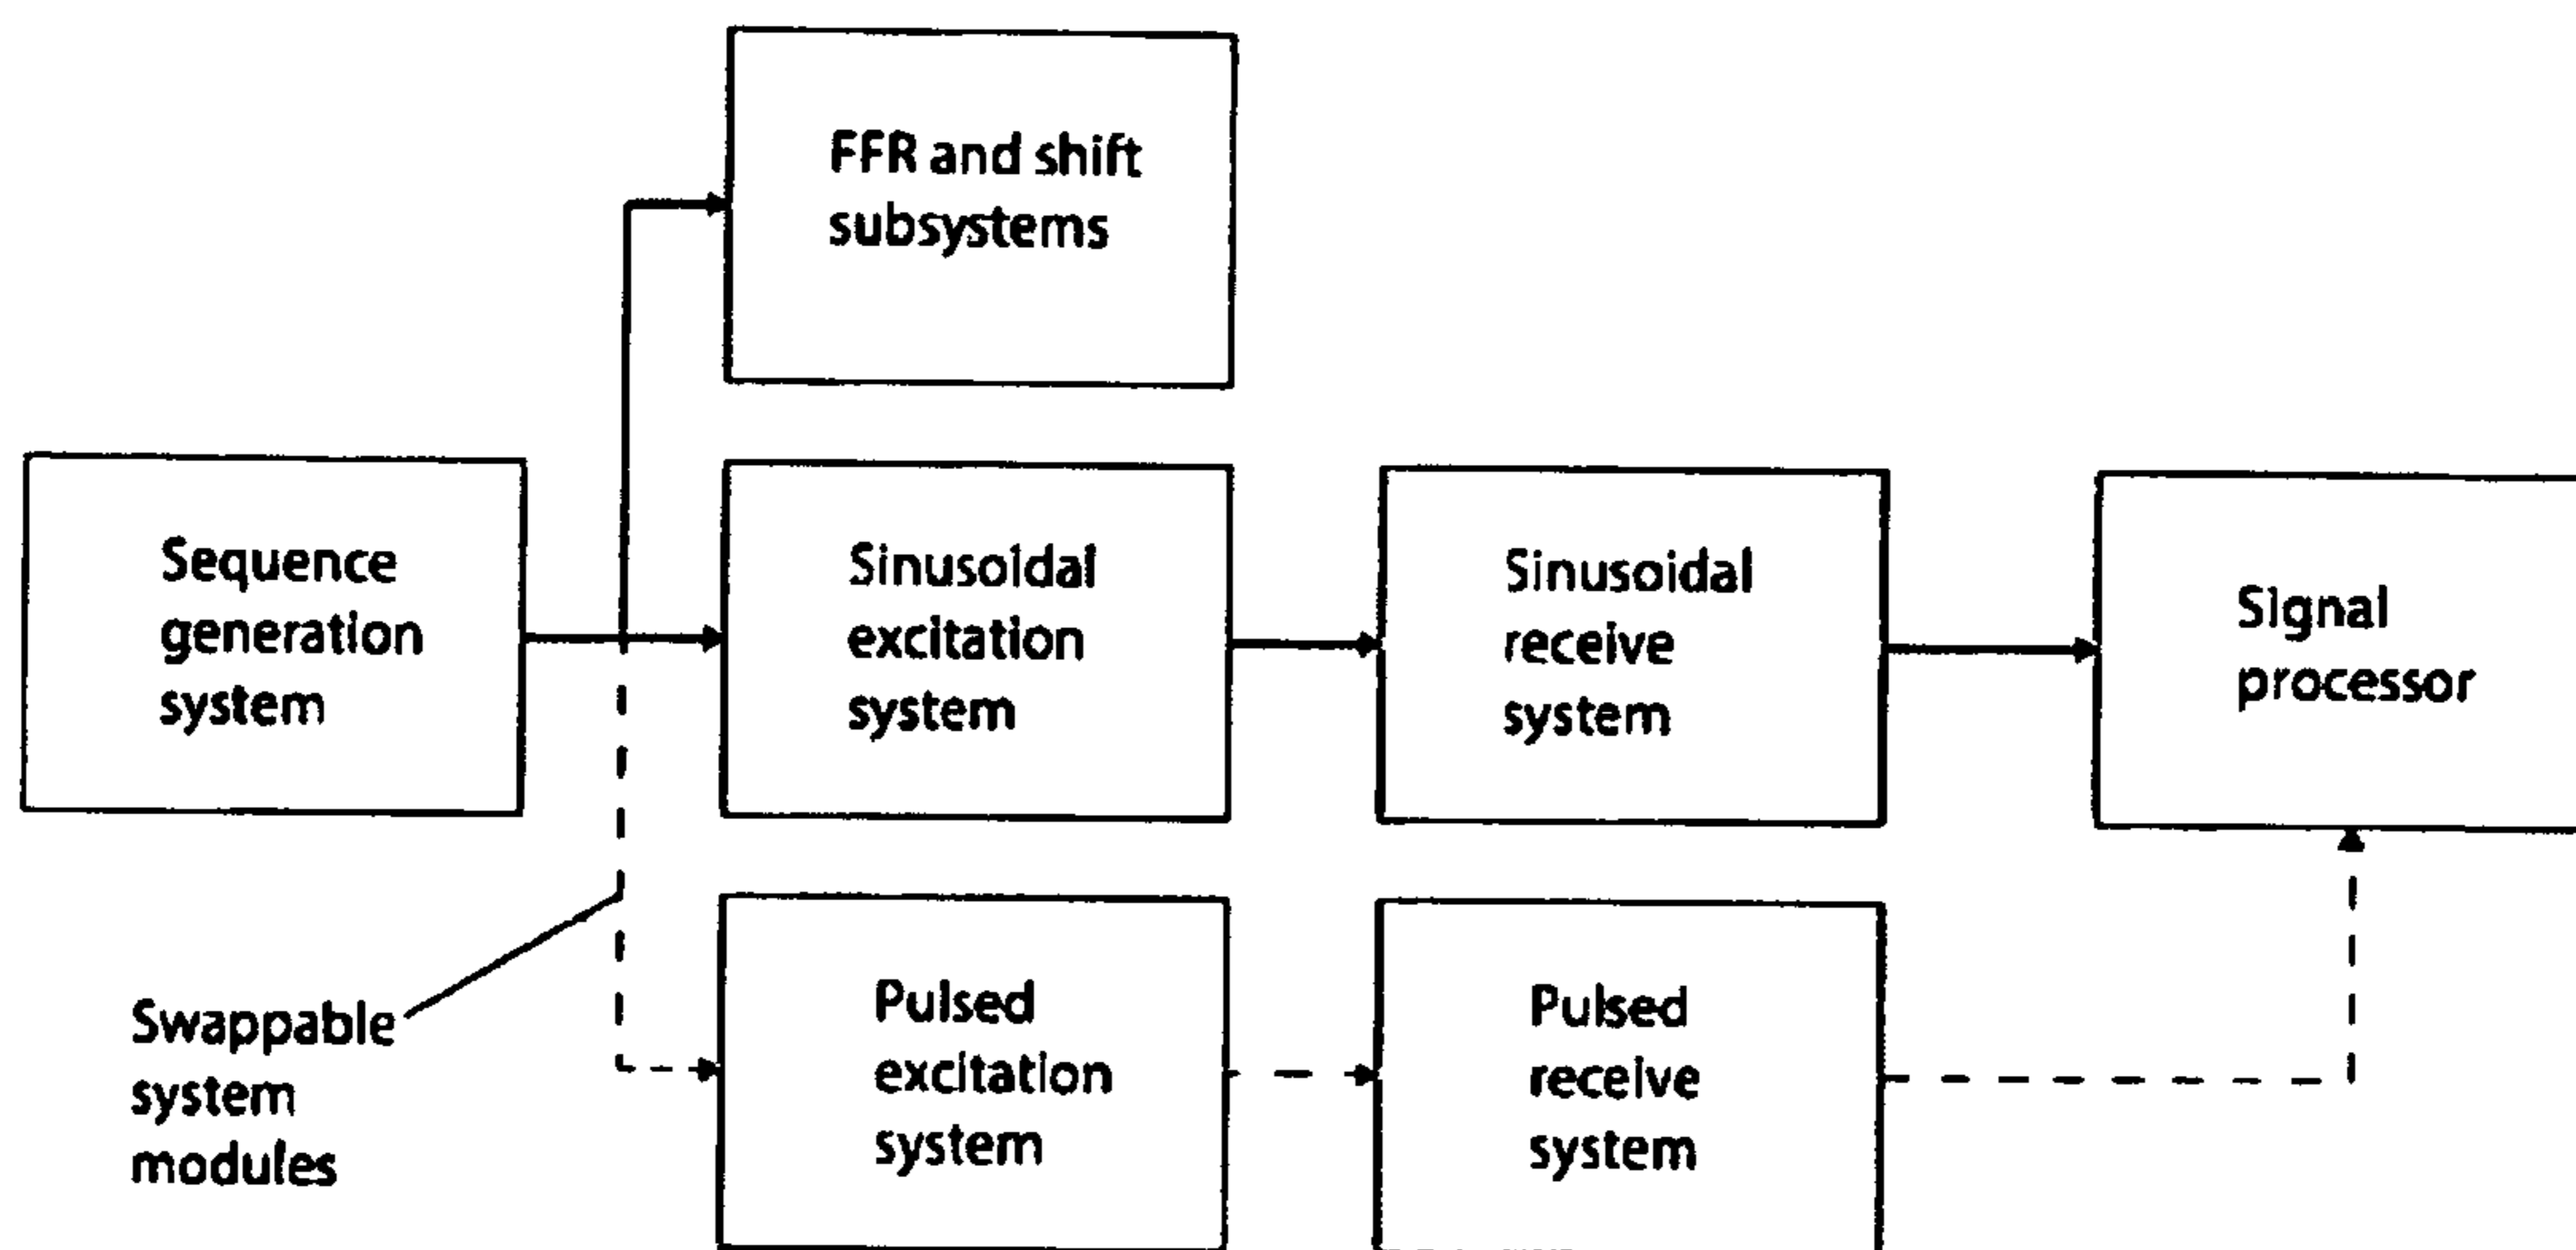 FFR and shift
subsystems
Sequence
generation
system
Sinusoidal
excitation
system
Sinusoidal
receive
system
Signal
processor
Swappable
system
modules
Pulsed
excitation
system
Pulsed
receive
system